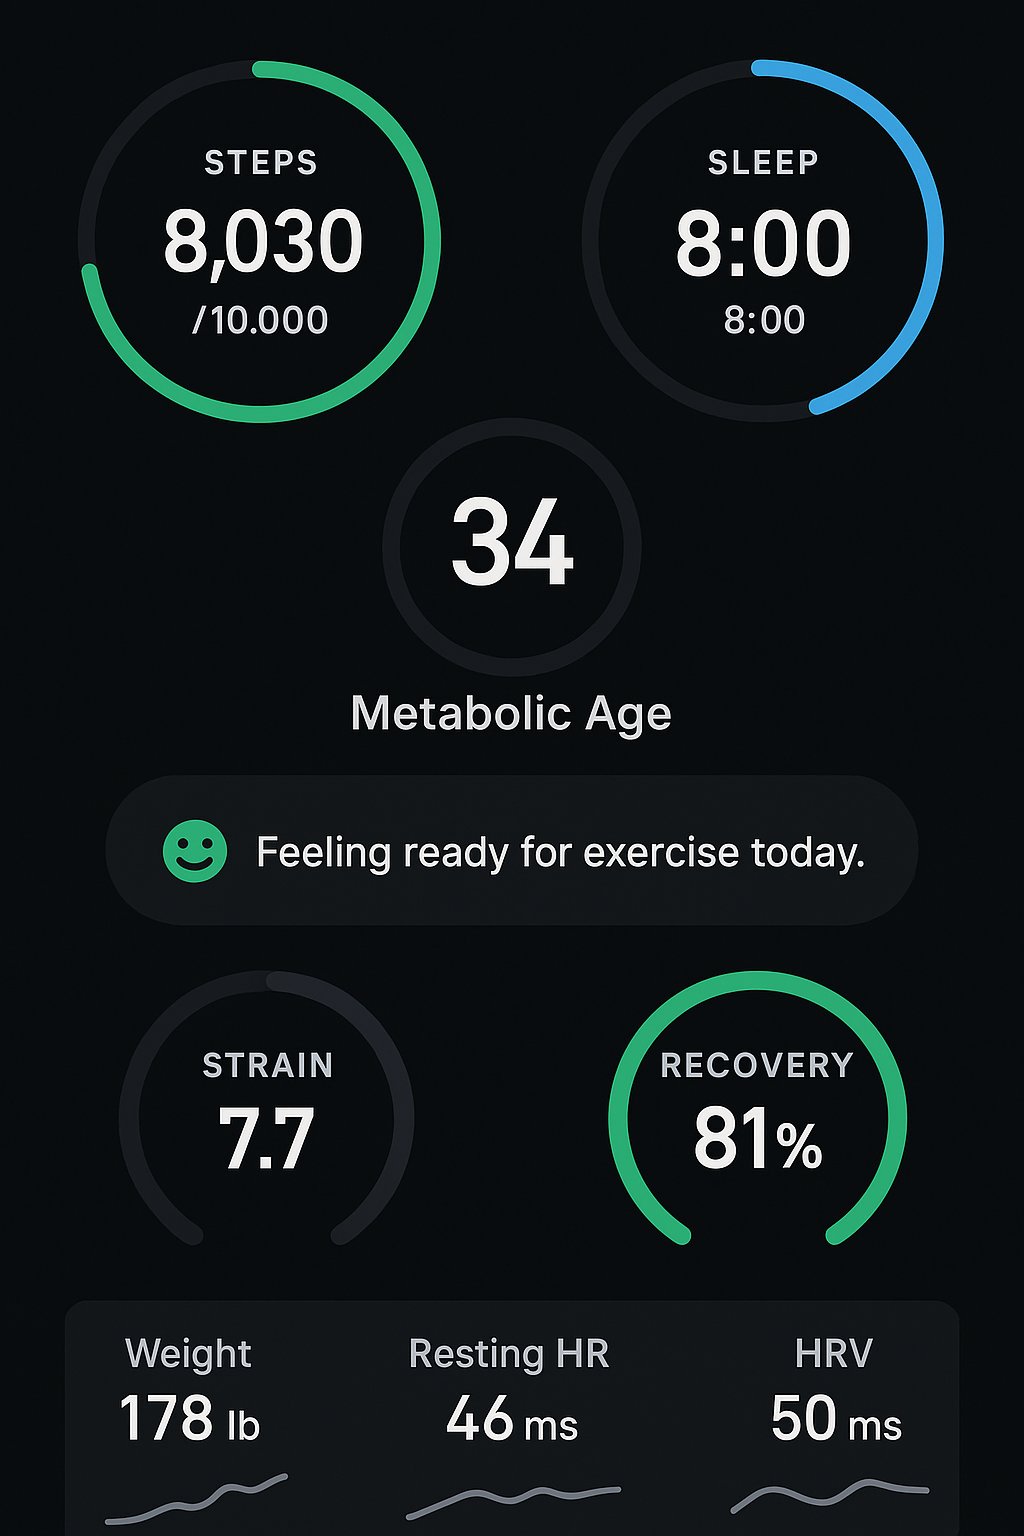 STEPS
8,030
/10.000
SLEEP
8:00
8:00
34
Metabolic Age
Feeling ready for exercise today.
STRAIN
7.7
RECOVERY
81%
Weight
178 lb
Resting HR
46 ms
HRV
50 ms